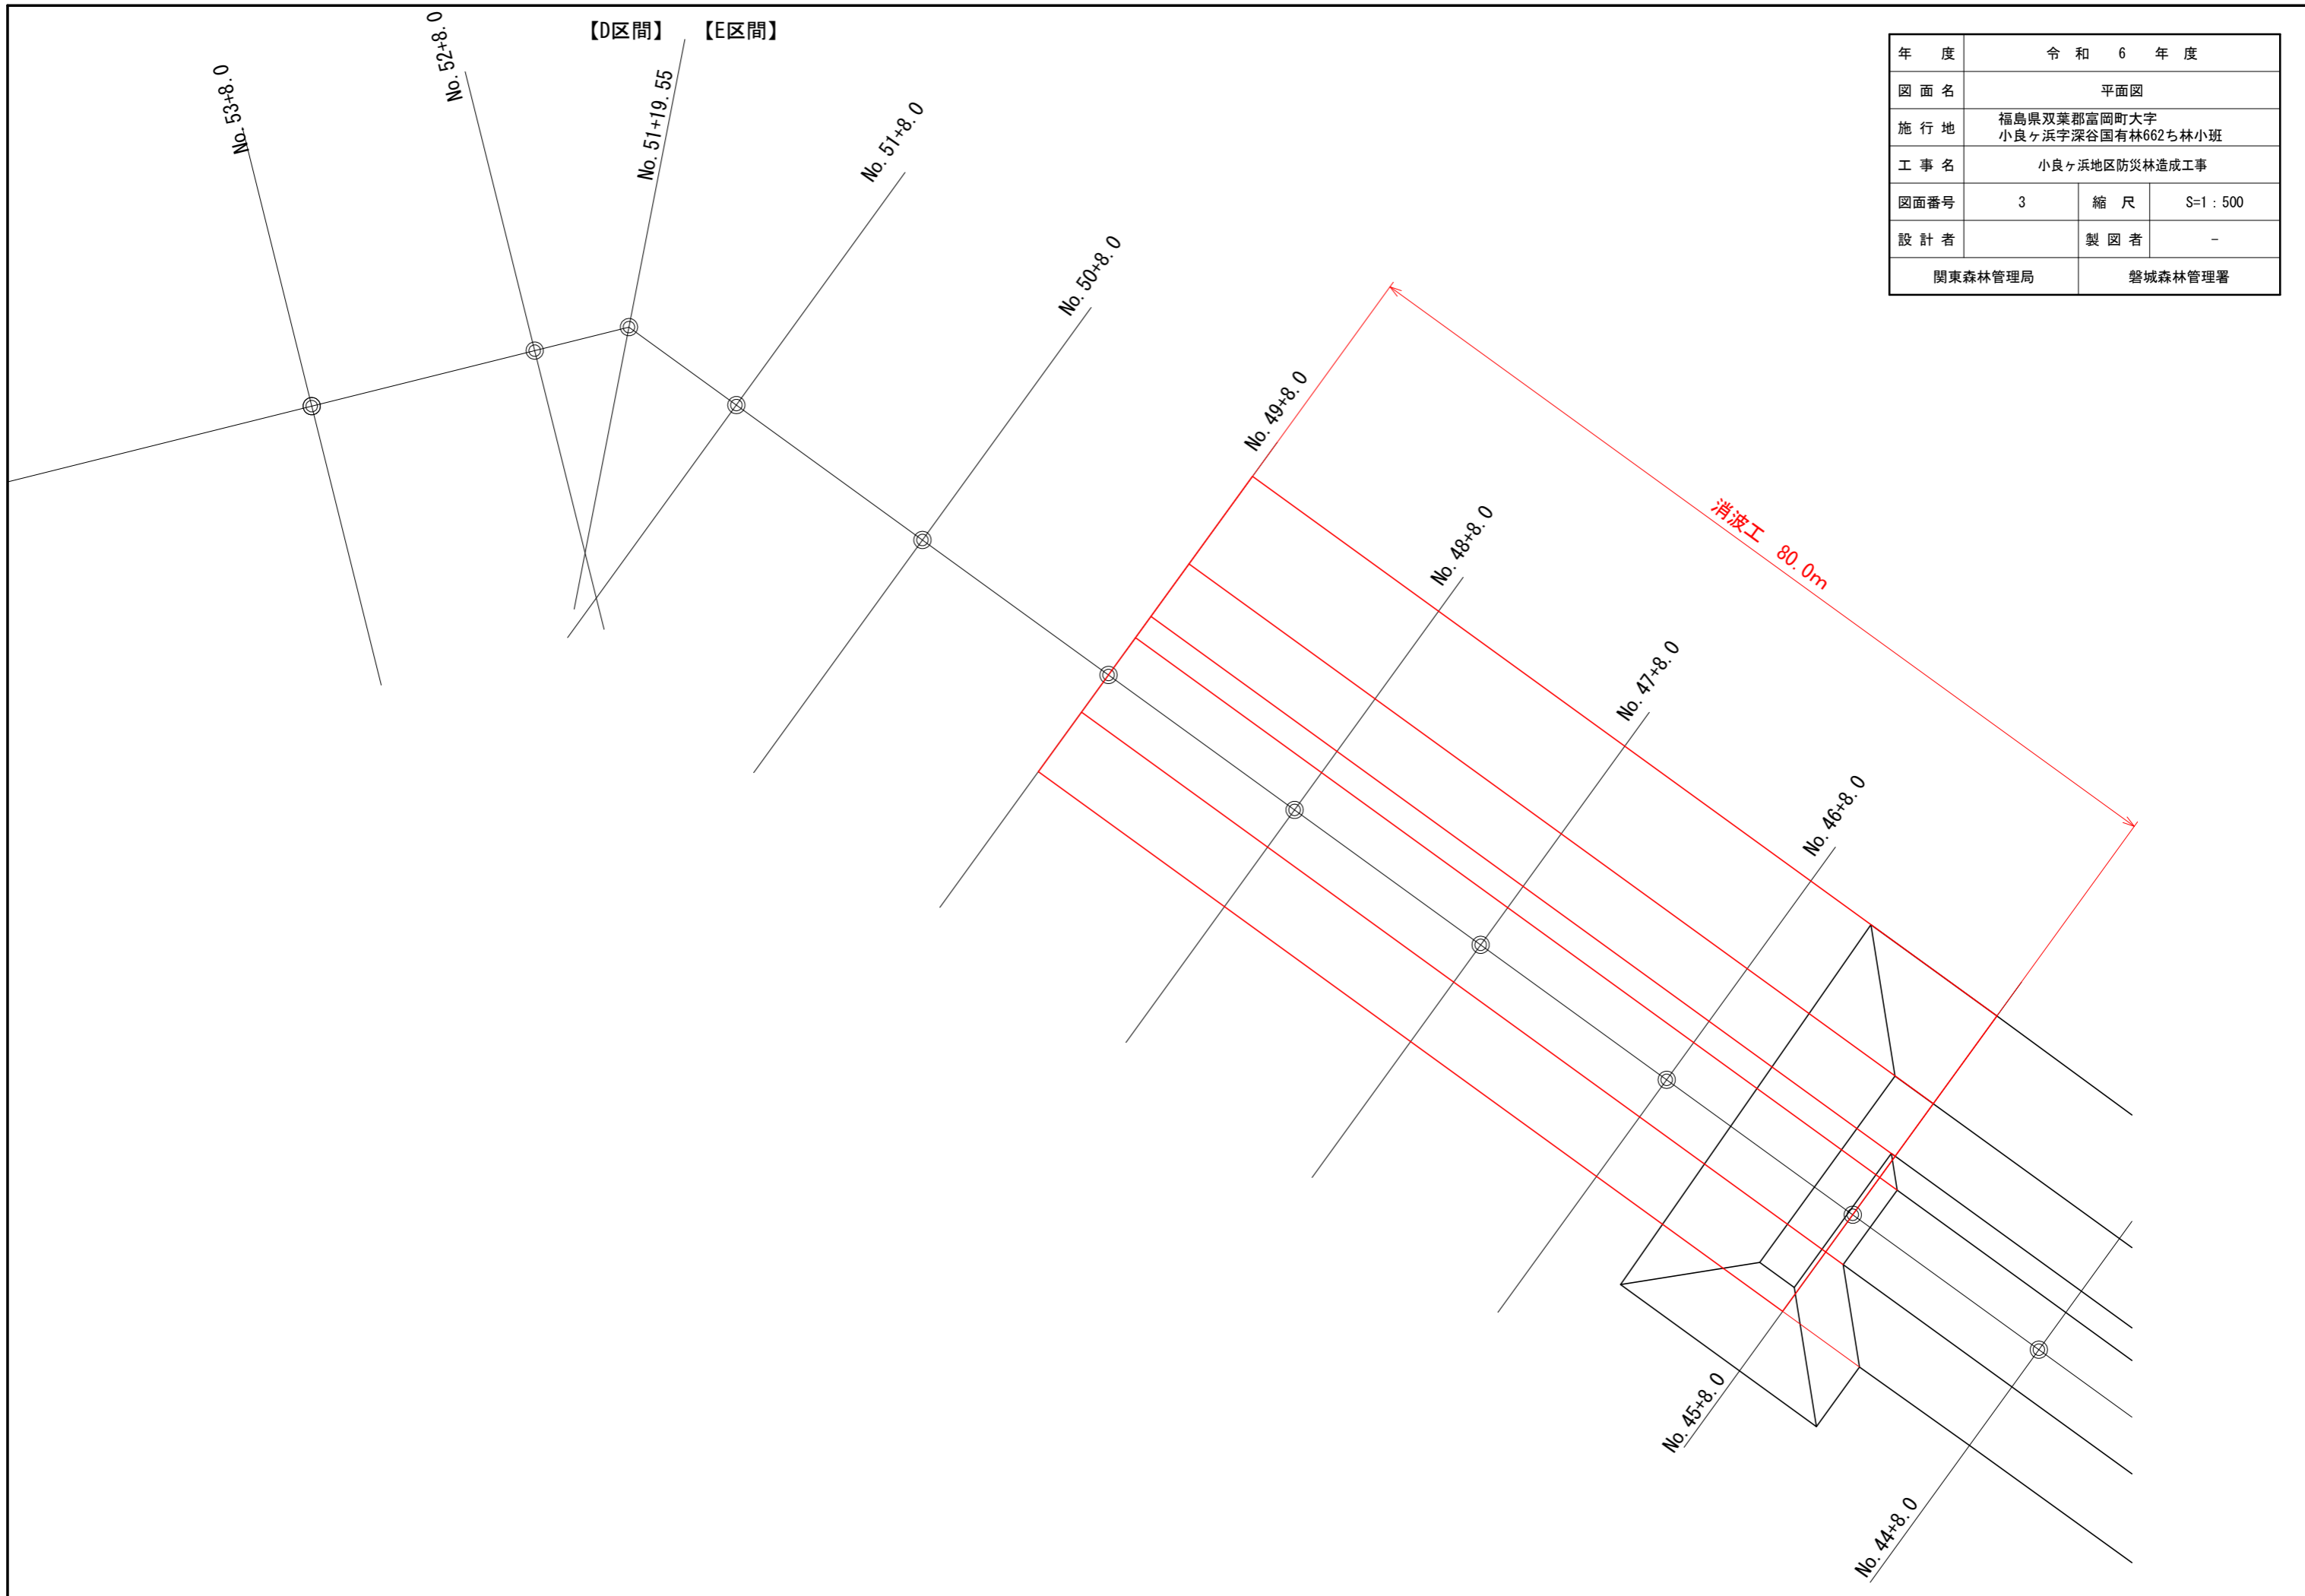 【D区間】 【E区間】
No. 53+8.0
No. 52+8.0
No. 51+19.55
No. 51+8.0
No. 50+8.0
No. 49+8.0
No. 48+8.0
No. 47+8.0
No. 46+8.0
No. 45+8.0
No. 44+8.0
消波工 80.0m
年 度 令 和 6 年 度
図 面 名 平面図
施 行 地 福島県双葉郡富岡町大字
小良ヶ浜字深谷国有林662ち林小班
工 事 名 小良ヶ浜地区防災林造成工事
図面番号 3 縮 尺 S=1：500
設 計 者 製 図 者 -
関東森林管理局 磐城森林管理署